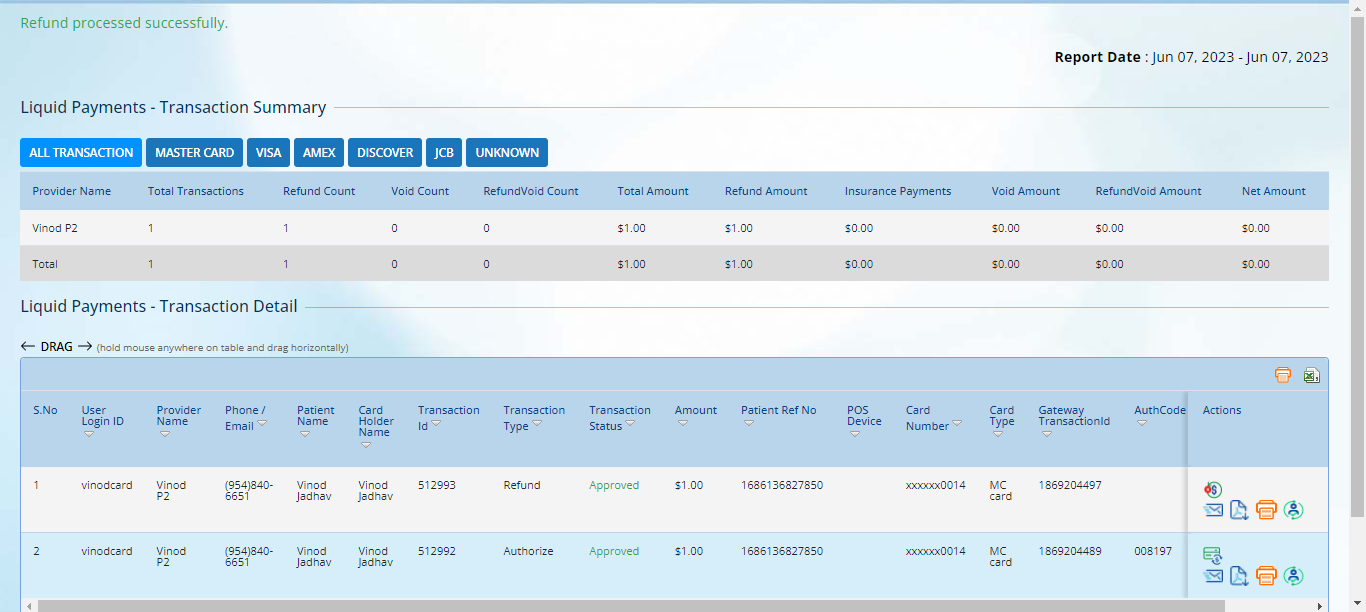 Refund processed successfully.
Report Date : Jun 07, 2023 - Jun 07, 2023
Liquid Payments - Transaction Summary
ALL TRANSACTION MASTER CARD VISA AMEX DISCOVER JCB UNKNOWN
Provider Name Total Transactions Refund Count Void Count RefundVoid Count Total Amount Refund Amount Insurance Payments Void Amount RefundVoid Amount Net Amount
Vinod P2 1 1 0 0 $1.00 $1.00 $0.00 $0.00 $0.00 $0.00
Total 1 1 0 0 $1.00 $1.00 $0.00 $0.00 $0.00 $0.00
Liquid Payments - Transaction Detail
← DRAG → (hold mouse anywhere on table and drag horizontally)
S.No User Provider Phone / Patient Card Transaction Transaction Transaction Amount Patient Ref No POS Card Card Gateway AuthCode Actions
Login ID Name Email Name Holder Id Type Status Device Number Type TransactionId
Name
1 vinodcard Vinod (954)840- Vinod Vinod 512993 Refund Approved $1.00 1686136827850 xxxxxx0014 MC 1869204497
P2 6651 Jadhav Jadhav card
2 vinodcard Vinod (954)840- Vinod Vinod 512992 Authorize Approved $1.00 1686136827850 xxxxxx0014 MC 1869204489 008197
P2 6651 Jadhav Jadhav card